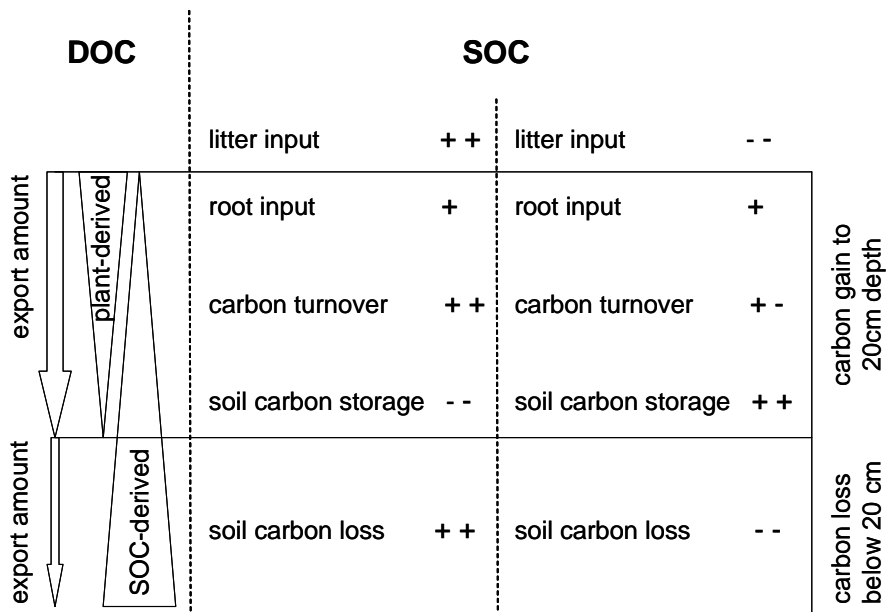 DOC
SOC
litter input + + litter input - -
export amount
plant-derived
root input + root input +
carbon turnover + + carbon turnover + -
soil carbon storage - - soil carbon storage + +
carbon gain to
20cm depth
export amount
SOC-derived
soil carbon loss + + soil carbon loss - -
carbon loss
below 20 cm